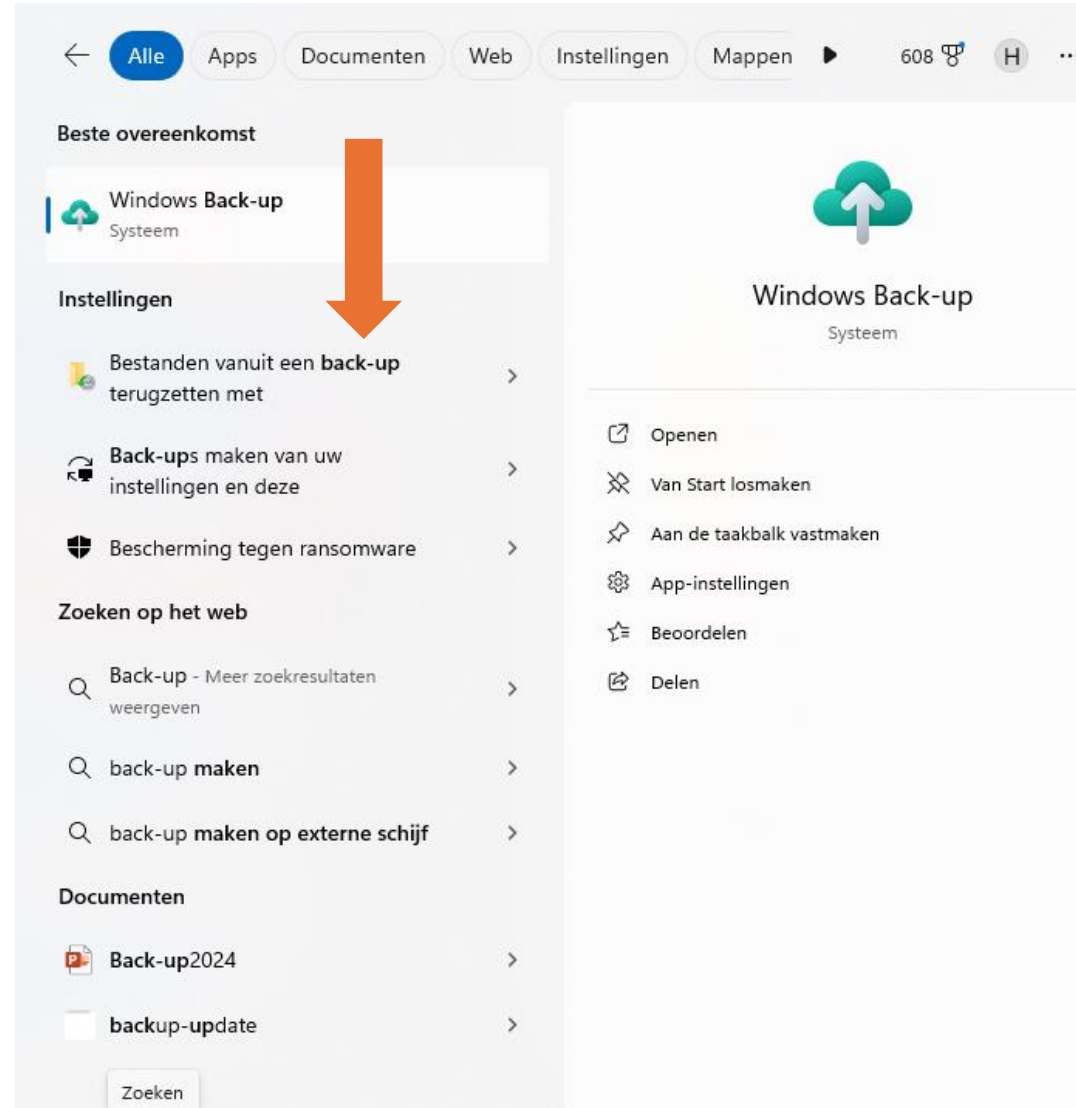 Alle Apps Documenten Web Instellingen Mappen 608 H
Beste overeenkomst
Windows Back-up
Systeem
Instellingen
Bestanden vanuit een back-up
terugzetten met
Back-ups maken van uw
instellingen en deze
Bescherming tegen ransomware
Zoeken op het web
Back-up - Meer zoekresultaten
weergeven
back-up maken
back-up maken op externe schijf
Documenten
Back-up2024
backup-update
Zoeken
Windows Back-up
Systeem
Openen
Van Start losmaken
Aan de taakbalk vastmaken
App-instellingen
Beoordelen
Delen